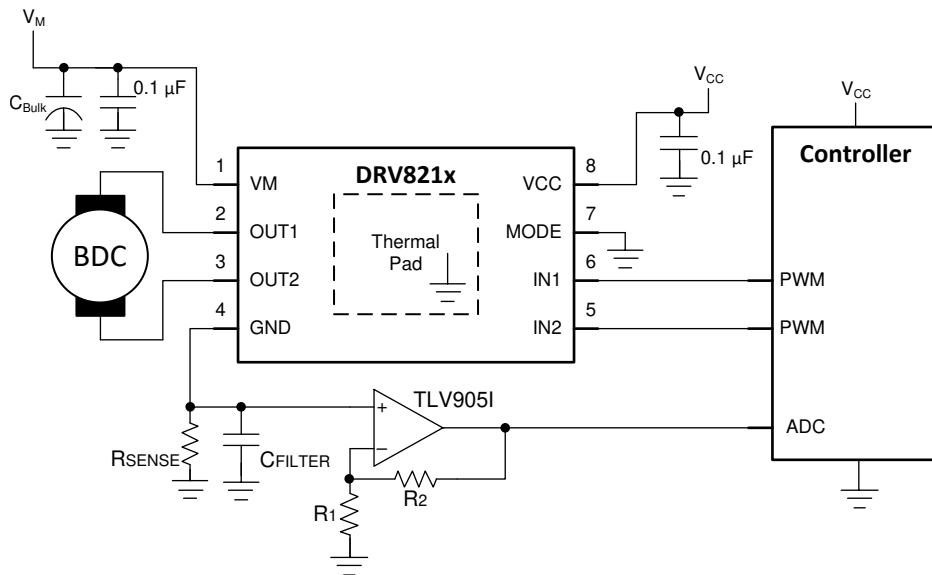 VM
CBulk
0.1 µF
VCC
0.1 µF
VCC
Controller
DRV821x
1
VM
8
VCC
2
OUT1
7
MODE
Thermal
Pad
BDC
3
OUT2
6
IN1
PWM
4
GND
5
IN2
PWM
TLV905I
+
−
ADC
RSENSE
CFILTER
R2
R1